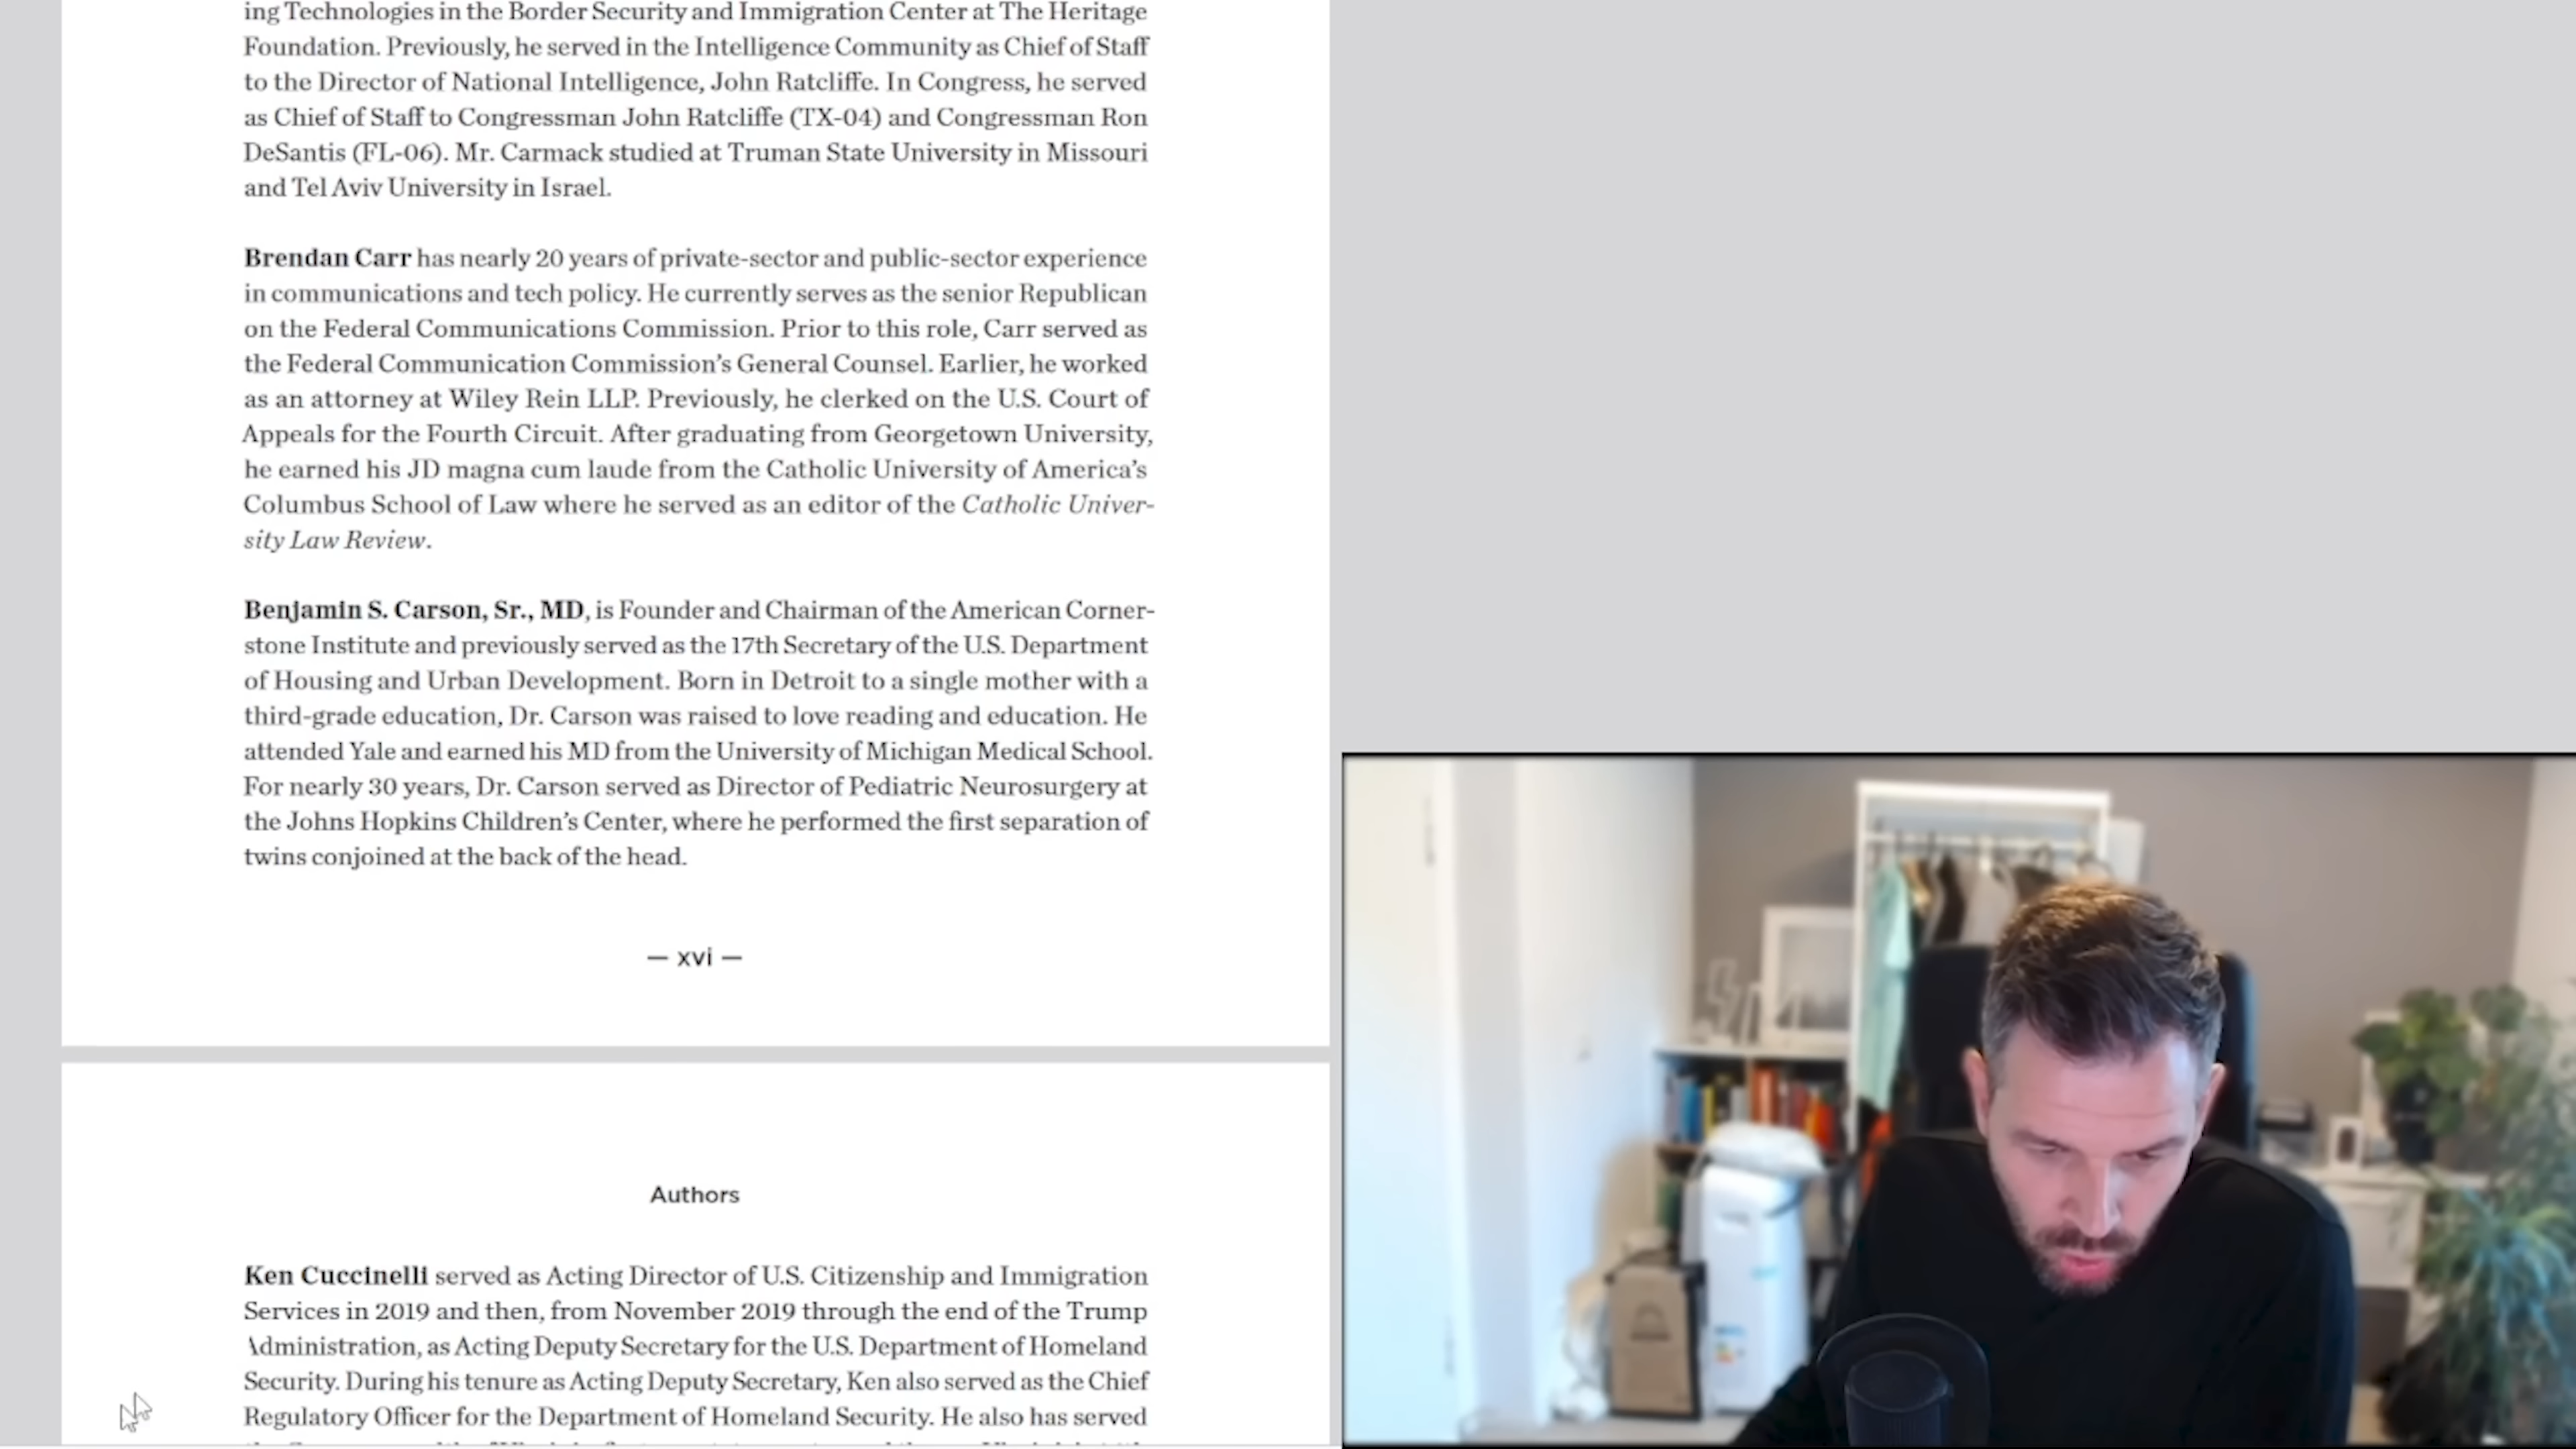 ing Technologies in the Border Security and Immigration Center at The Heritage
Foundation. Previously, he served in the Intelligence Community as Chief of Staff
to the Director of National Intelligence, John Ratcliffe. In Congress, he served
as Chief of Staff to Congressman John Ratcliffe (TX-04) and Congressman Ron
DeSantis (FL-06). Mr. Carmack studied at Truman State University in Missouri
and Tel Aviv University in Israel.
Brendan Carr has nearly 20 years of private-sector and public-sector experience
in communications and tech policy. He currently serves as the senior Republican
on the Federal Communications Commission. Prior to this role, Carr served as
the Federal Communication Commission's General Counsel. Earlier, he worked
as an attorney at Wiley Rein LLP. Previously, he clerked on the U.S. Court of
Appeals for the Fourth Circuit. After graduating from Georgetown University,
he earned his JD magna cum laude from the Catholic University of America's
Columbus School of Law where he served as an editor of the Catholic Univer-
sity Law Review.
Benjamin S. Carson, Sr., MD, is Founder and Chairman of the American Corner-
stone Institute and previously served as the 17th Secretary of the U.S. Department
of Housing and Urban Development. Born in Detroit to a single mother with a
third-grade education, Dr. Carson was raised to love reading and education. He
attended Yale and earned his MD from the University of Michigan Medical School.
For nearly 30 years, Dr. Carson served as Director of Pediatric Neurosurgery at
the Johns Hopkins Children's Center, where he performed the first separation of
twins conjoined at the back of the head.
— xvi —
Authors
Ken Cuccinelli served as Acting Director of U.S. Citizenship and Immigration
Services in 2019 and then, from November 2019 through the end of the Trump
Administration, as Acting Deputy Secretary for the U.S. Department of Homeland
Security. During his tenure as Acting Deputy Secretary, Ken also served as the Chief
Regulatory Officer for the Department of Homeland Security. He also has served